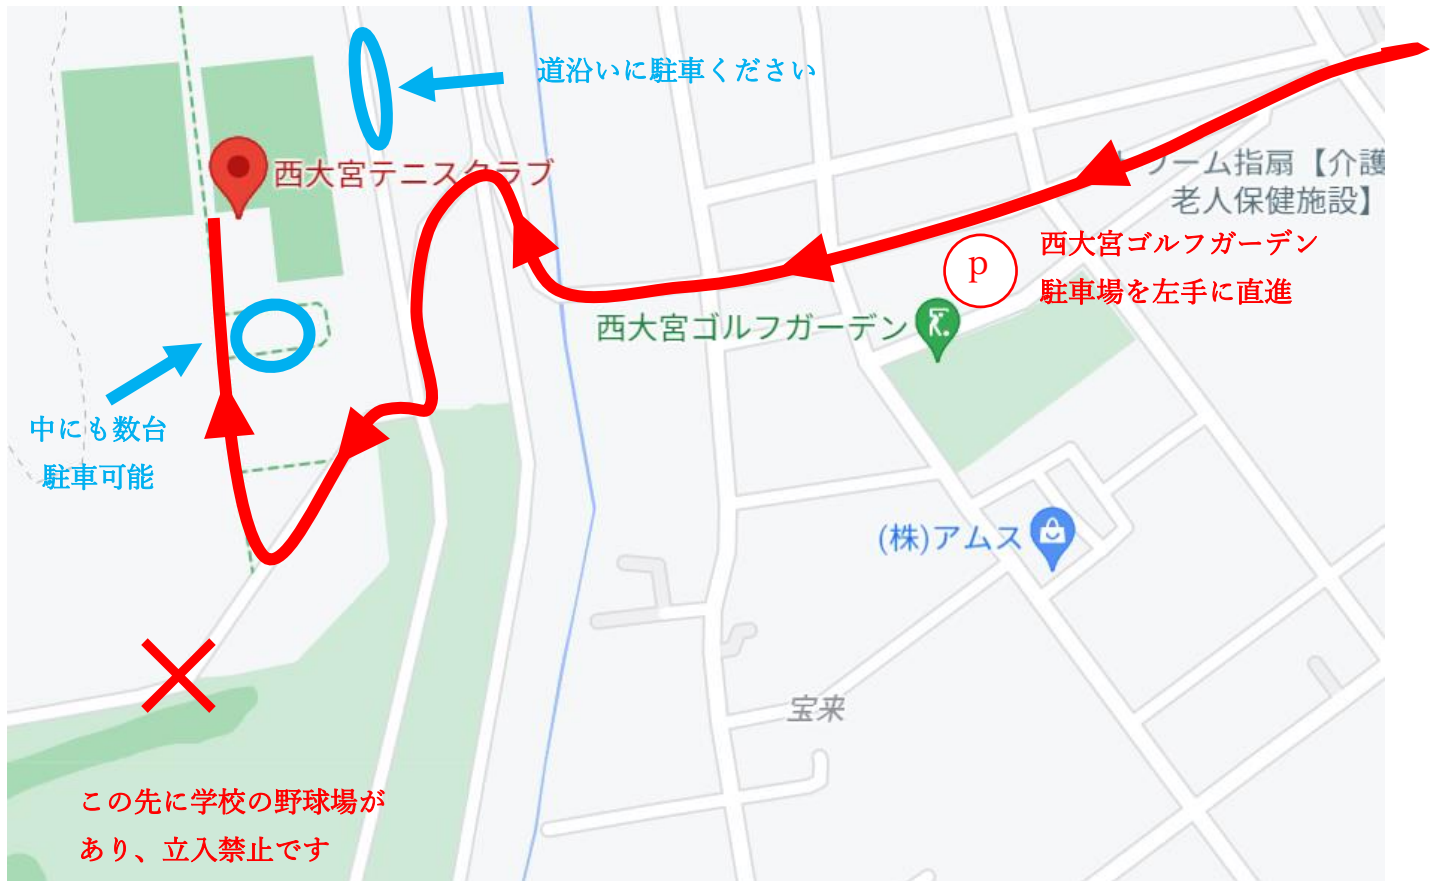 道沿いに駐車ください
西大宮テニスクラブ
ーム指扇【介護
老人保健施設】
p
西大宮ゴルフガーデン
駐車場を左手に直進
西大宮ゴルフガーデン
中にも数台
駐車可能
(株)アムス
宝来
この先に学校の野球場が
あり、立入禁止です